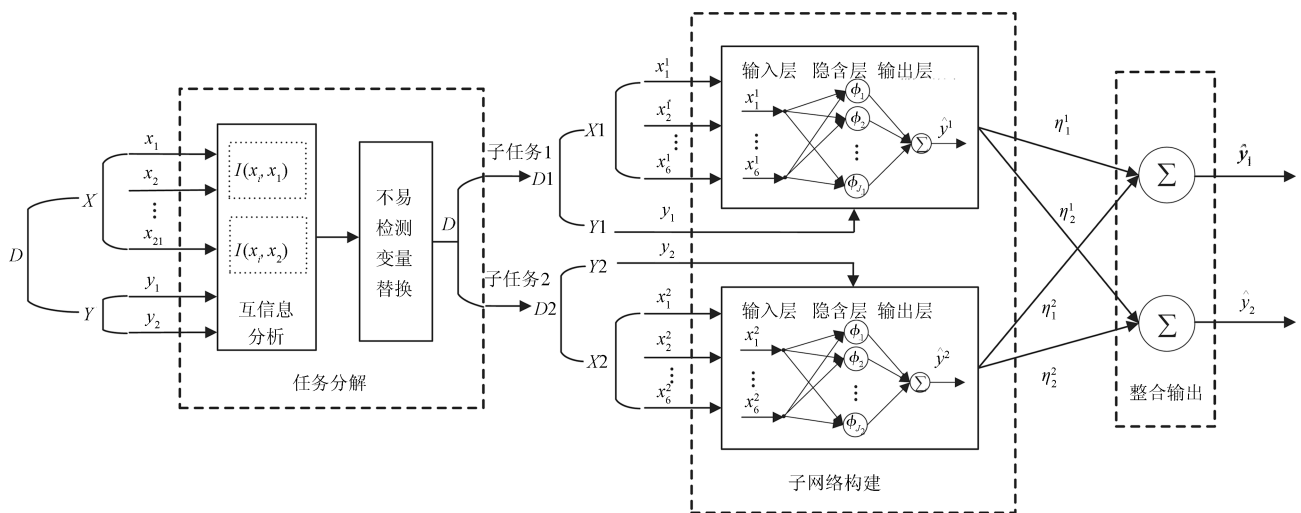 D
X
Y
x₁
x₂
⋯
x₂₁
y₁
y₂
I(xᵢ, x₁)
I(xᵢ, x₂)
互信息
分析
不易
检测
变量
替换
任务分解
D
子任务1
D1
子任务2
D2
X1
Y1
x₁¹
x₂¹
⋯
x₆¹
y₁
输入层 隐含层 输出层
x₁¹
⋯
x₆¹
ϕ₁
ϕ₂
⋯
ϕ_{J₁}
Σ
ŷ¹
Y2
X2
y₂
x₁²
x₂²
⋯
x₆²
输入层 隐含层 输出层
x₁²
⋯
x₆²
ϕ₁
ϕ₂
⋯
ϕ_{J₂}
Σ
ŷ²
子网络构建
η₁¹
η₂¹
η₁²
η₂²
Σ
Σ
整合输出
ŷ₁
ŷ₂